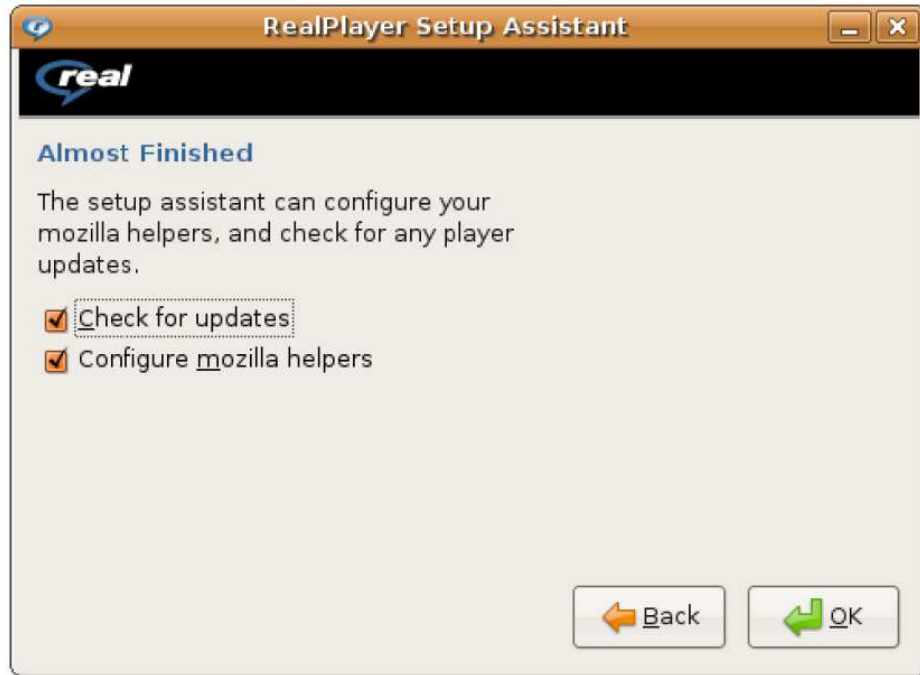 RealPlayer Setup Assistant
real
Almost Finished
The setup assistant can configure your
mozilla helpers, and check for any player
updates.
Check for updates
Configure mozilla helpers
Back
OK